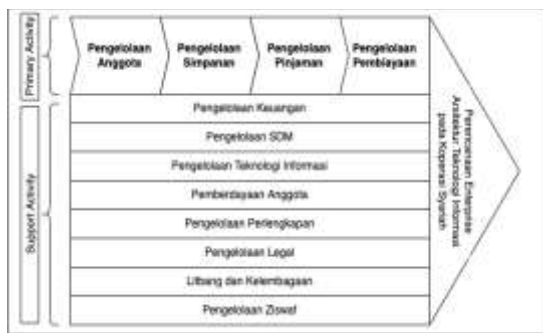 Primary Activity
Pengelolaan
Anggota
Pengelolaan
Simpanan
Pengelolaan
Pinjaman
Pengelolaan
Pembiayaan
Support Activity
Pengelolaan Keuangan
Pengelolaan SDM
Pengelolaan Teknologi Informasi
Pemberdayaan Anggota
Pengelolaan Perlengkapan
Pengelolaan Legal
Litbang dan Kelembagaan
Pengelolaan Ziswaf
Perencanaan Enterprise
Arsitektur Teknologi Informasi
pada Koperasi Syariah